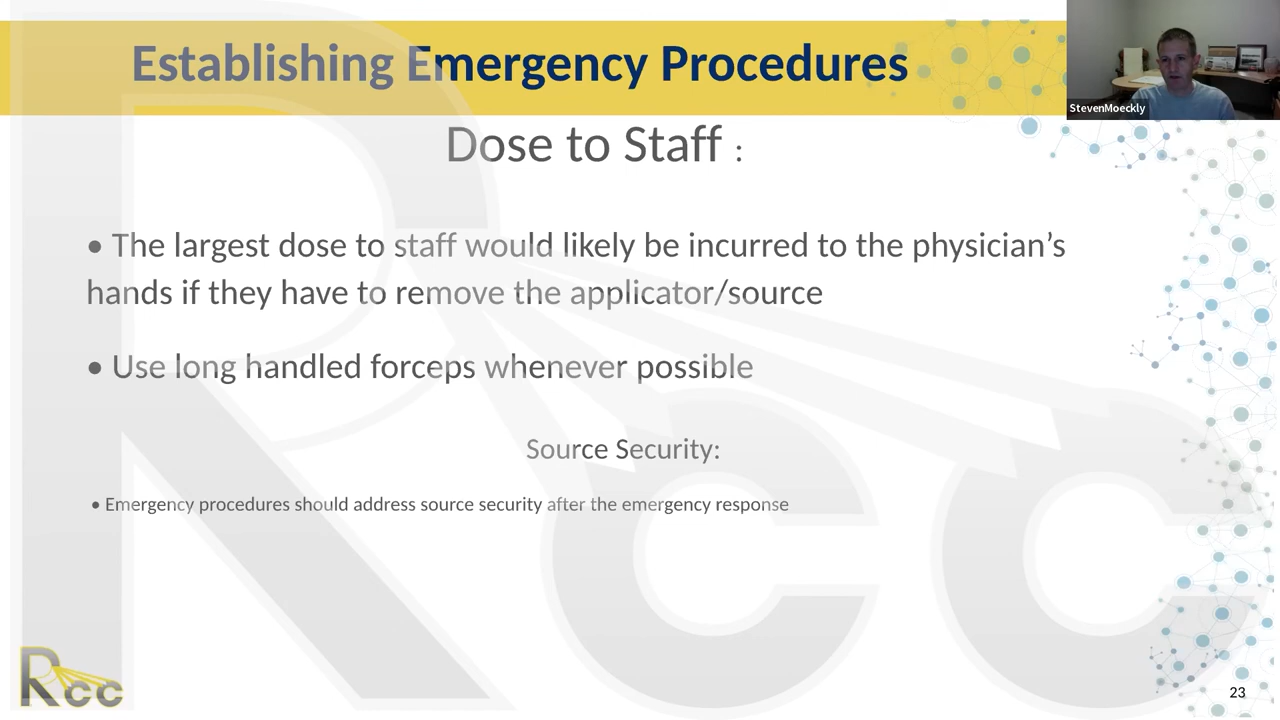 Establishing Emergency Procedures
StevenMoeckly
Dose to Staff :
• The largest dose to staff would likely be incurred to the physician’s
hands if they have to remove the applicator/source
• Use long handled forceps whenever possible
Source Security:
• Emergency procedures should address source security after the emergency response
Rcc
Rcc
23